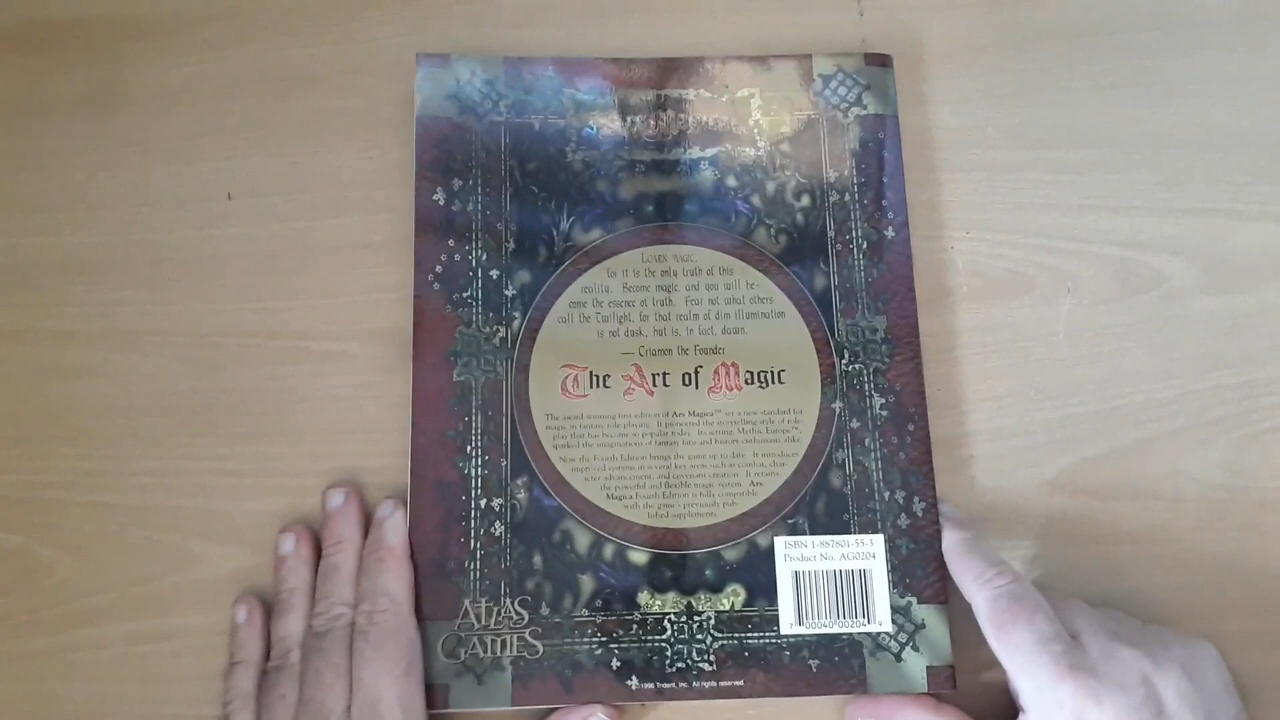 LOVEN MAGIC,
for it is the only truth of this
reality. Become magic, and you will be-
come the essence of truth. Fear not what others
call the Twilight, for that realm of dim illumination
is not dusk, but is, in fact, dawn.
— Criamon the Founder
The Art of Magic
The award-winning first edition of Ars Magica™ set a new standard for
magic in fantasy role-playing. It pioneered the storytelling style of role-
play that has become so popular today. Its setting, Mythic Europe™,
sparked the imaginations of fantasy fans and history enthusiasts alike.
Now the Fourth Edition brings the game up to date. It introduces
improved systems in several key areas such as combat, char-
acter advancement, and covenant creation. It retains
the powerful and flexible magic system. Ars
Magica Fourth Edition is fully compatible
with the game's previously pub-
lished supplements.
ISBN 1-887801-55-3
Product No. AG0204
7 00040 00204 9
ATLAS
GAMES
©1996 Trident, Inc. All rights reserved.